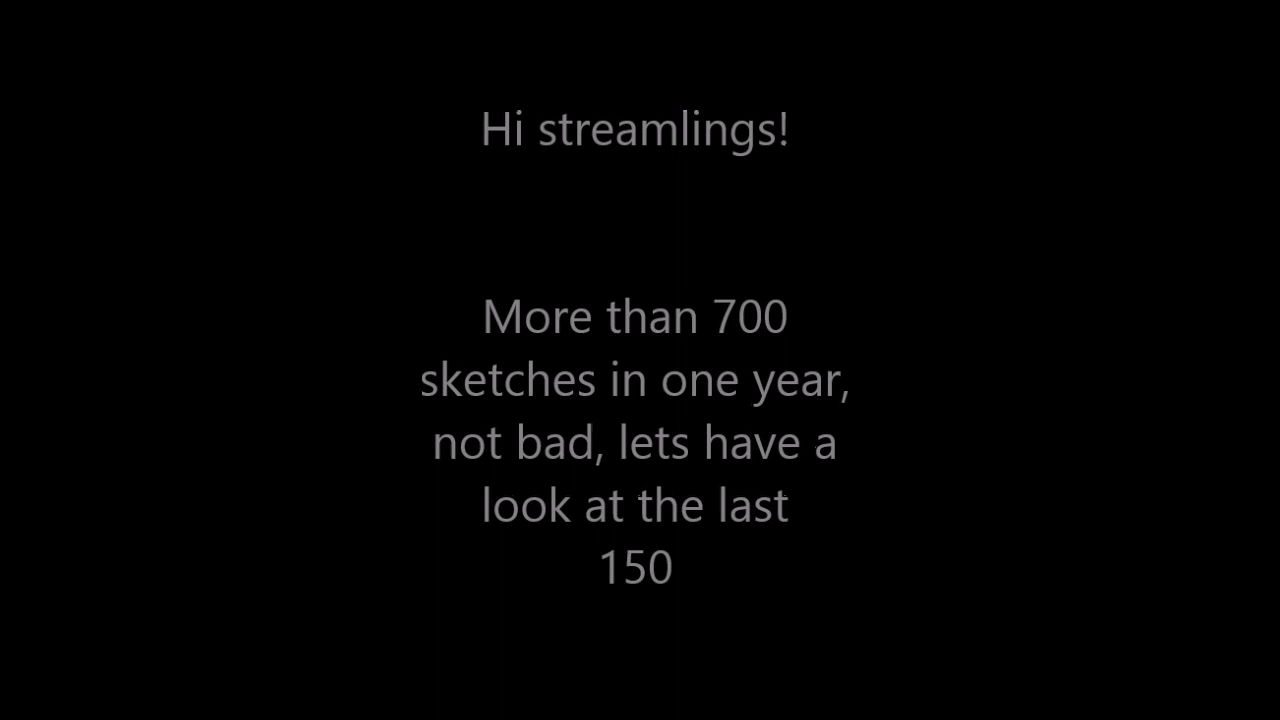 Hi streamlings!
More than 700
sketches in one year,
not bad, lets have a
look at the last
150